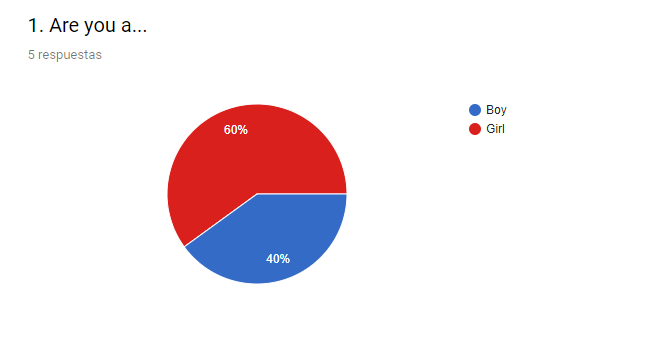 1. Are you a...
5 respuestas
Boy
Girl
60%
40%